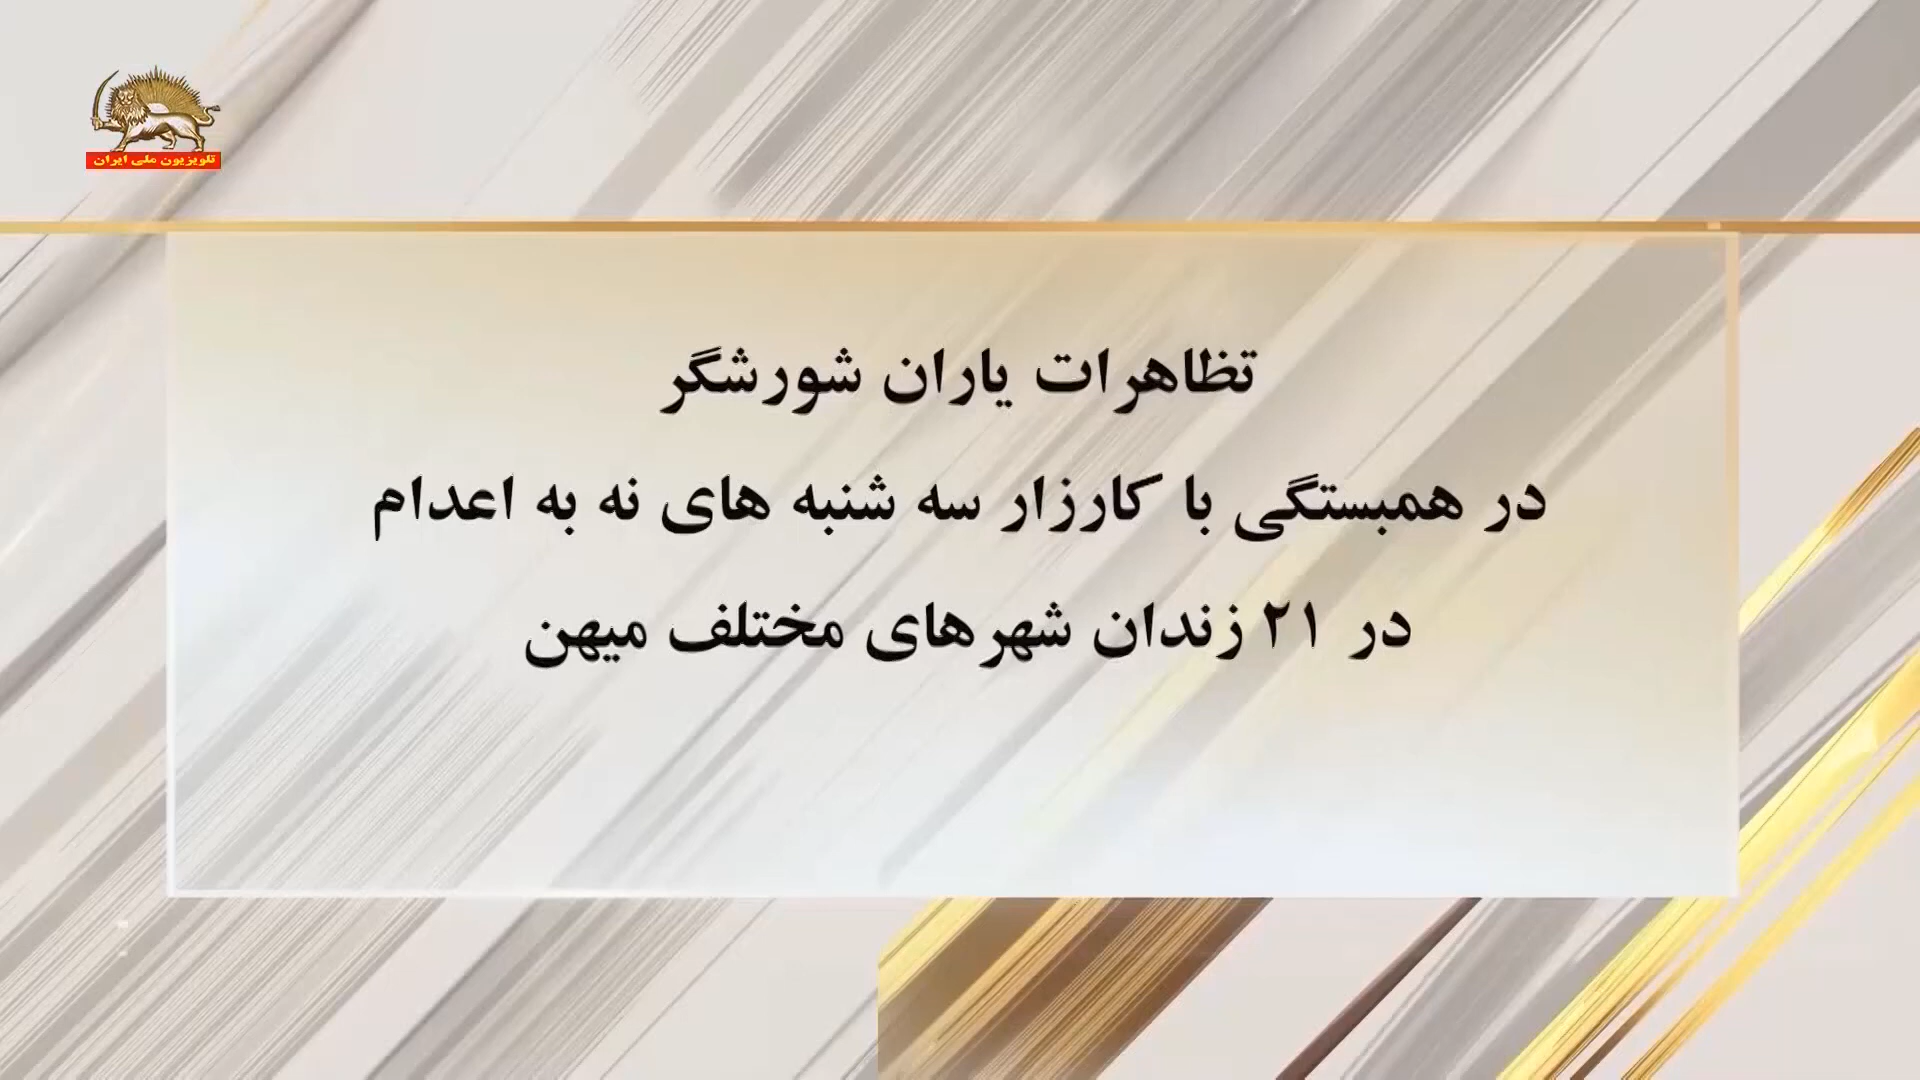 تلویزیون ملی ایران
تظاهرات یاران شورشگر
در همبستگی با کارزار سه شنبه های نه به اعدام
در ۲۱ زندان شهرهای مختلف میهن